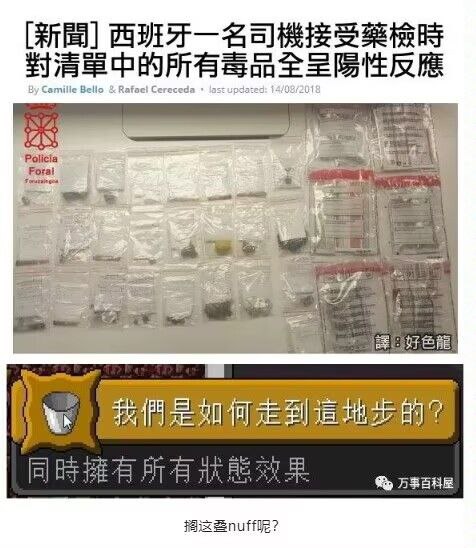 [新聞] 西班牙一名司機接受藥檢時
對清單中的所有毒品全呈陽性反應
By Camille Bello & Rafael Cereceda • last updated: 14/08/2018
Policía
Foral
Foruzaingoa
譯：好色龍
我們是如何走到這地步的?
同時擁有所有狀態效果
万事百科屋
搁这叠nuff呢?